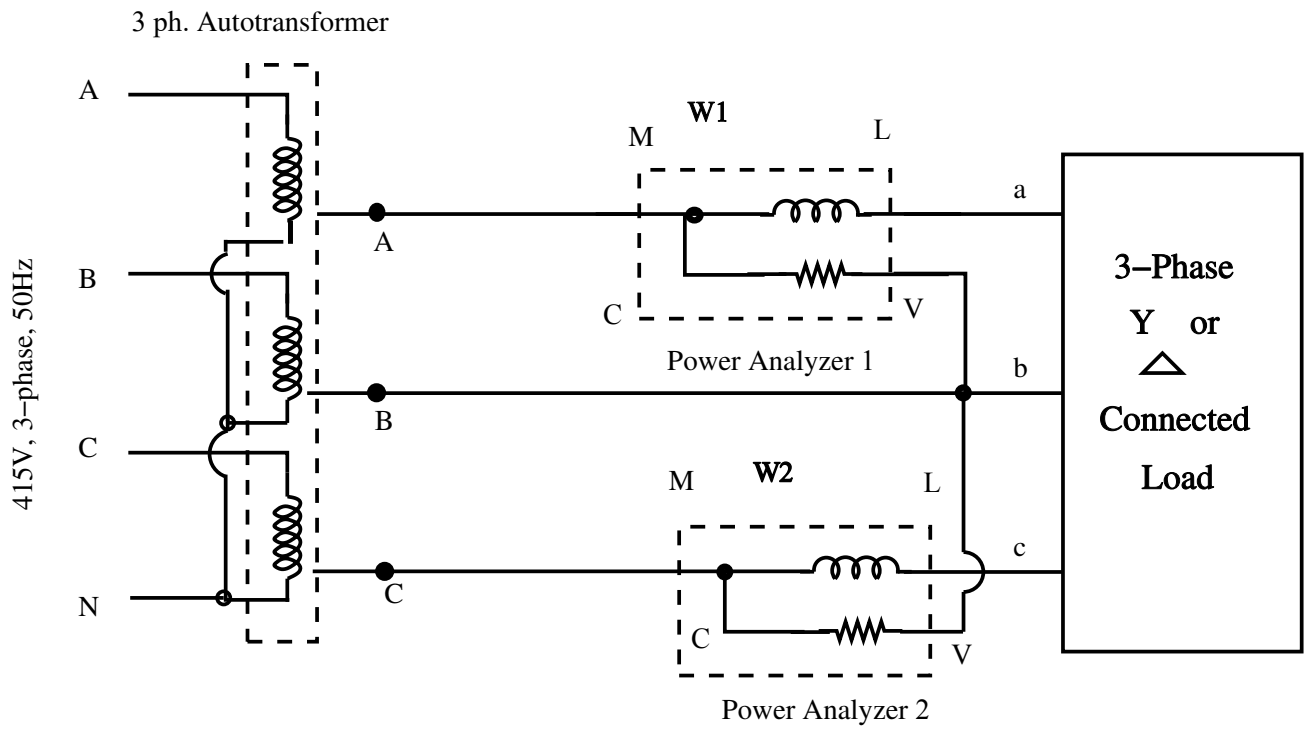 3 ph. Autotransformer
A
B
C
N
415V, 3−phase, 50Hz
A
B
C
W1
M
L
C
V
Power Analyzer 1
W2
M
L
C
V
Power Analyzer 2
a
b
c
3−Phase
Y or
Connected
Load